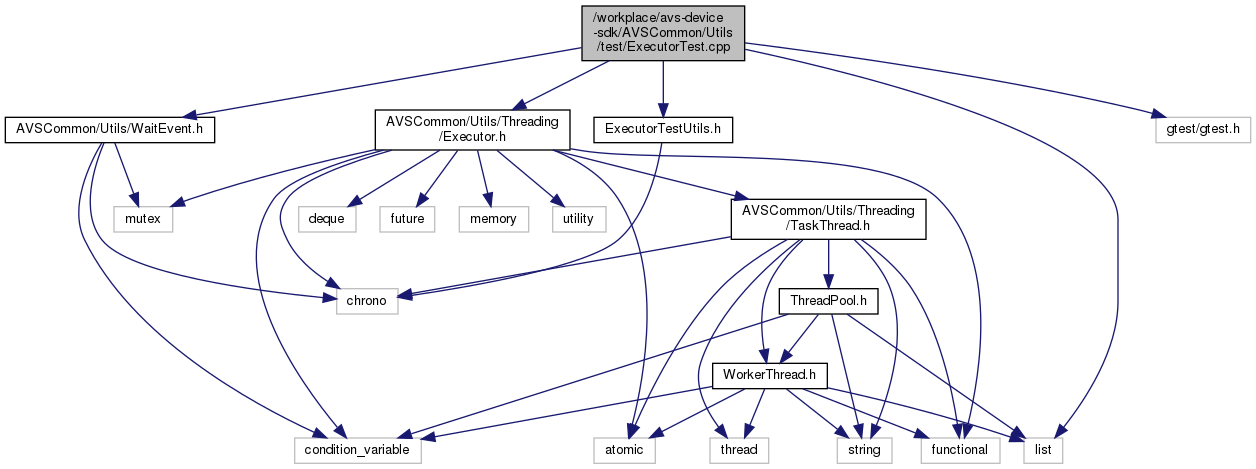 /workplace/avs-device
-sdk/AVSCommon/Utils
/test/ExecutorTest.cpp
AVSCommon/Utils/WaitEvent.h
AVSCommon/Utils/Threading
/Executor.h
ExecutorTestUtils.h
gtest/gtest.h
mutex
deque
future
memory
utility
AVSCommon/Utils/Threading
/TaskThread.h
chrono
ThreadPool.h
WorkerThread.h
condition_variable
atomic
thread
string
functional
list